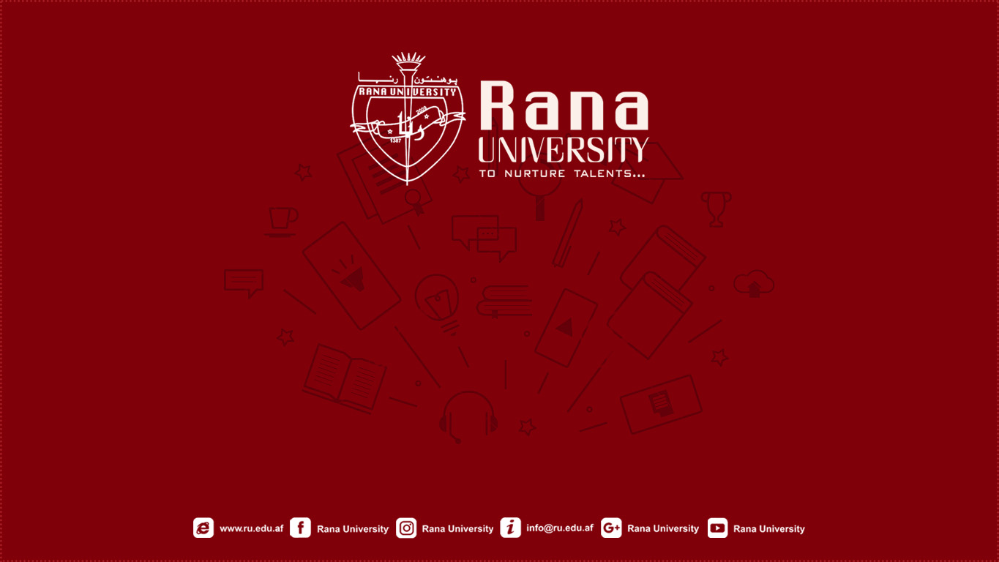 پوهنتون رنا
RANA UNIVERSITY
2009
رنا
1387
Rana
UNIVERSITY
TO NURTURE TALENTS...
www.ru.edu.af Rana University Rana University info@ru.edu.af Rana University Rana University